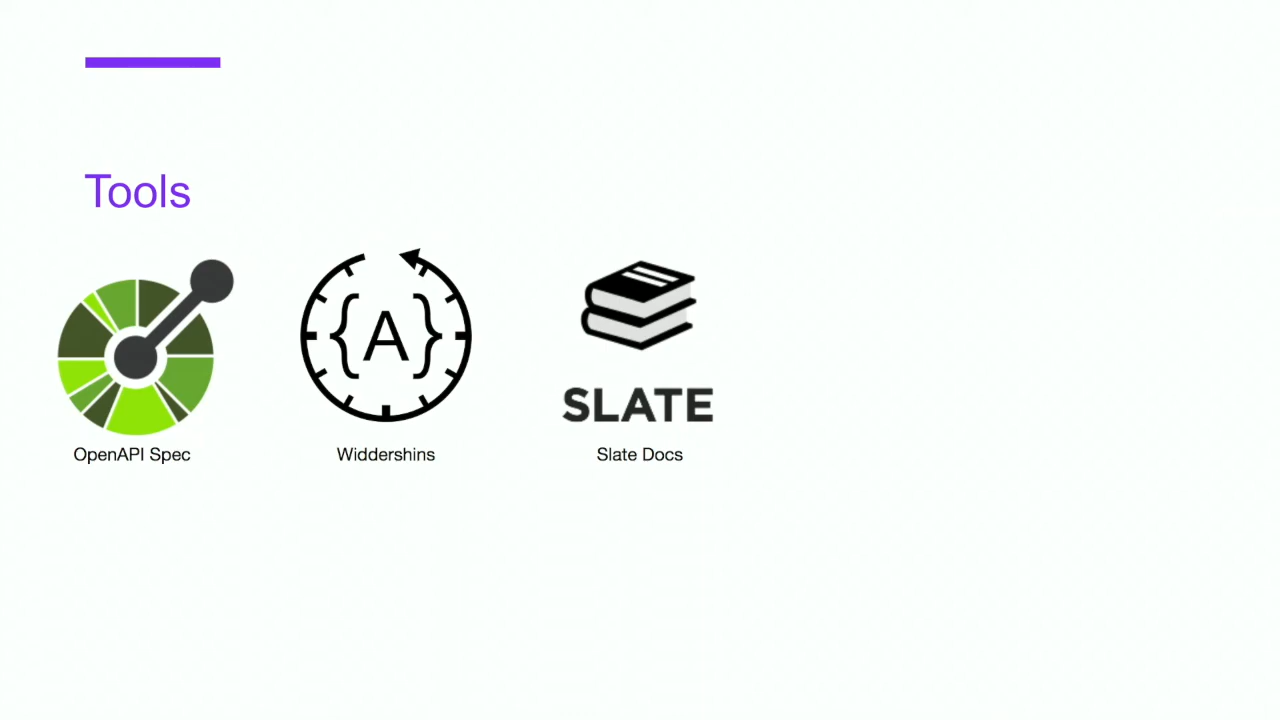 Tools
{A}
SLATE
OpenAPI Spec
Widdershins
Slate Docs